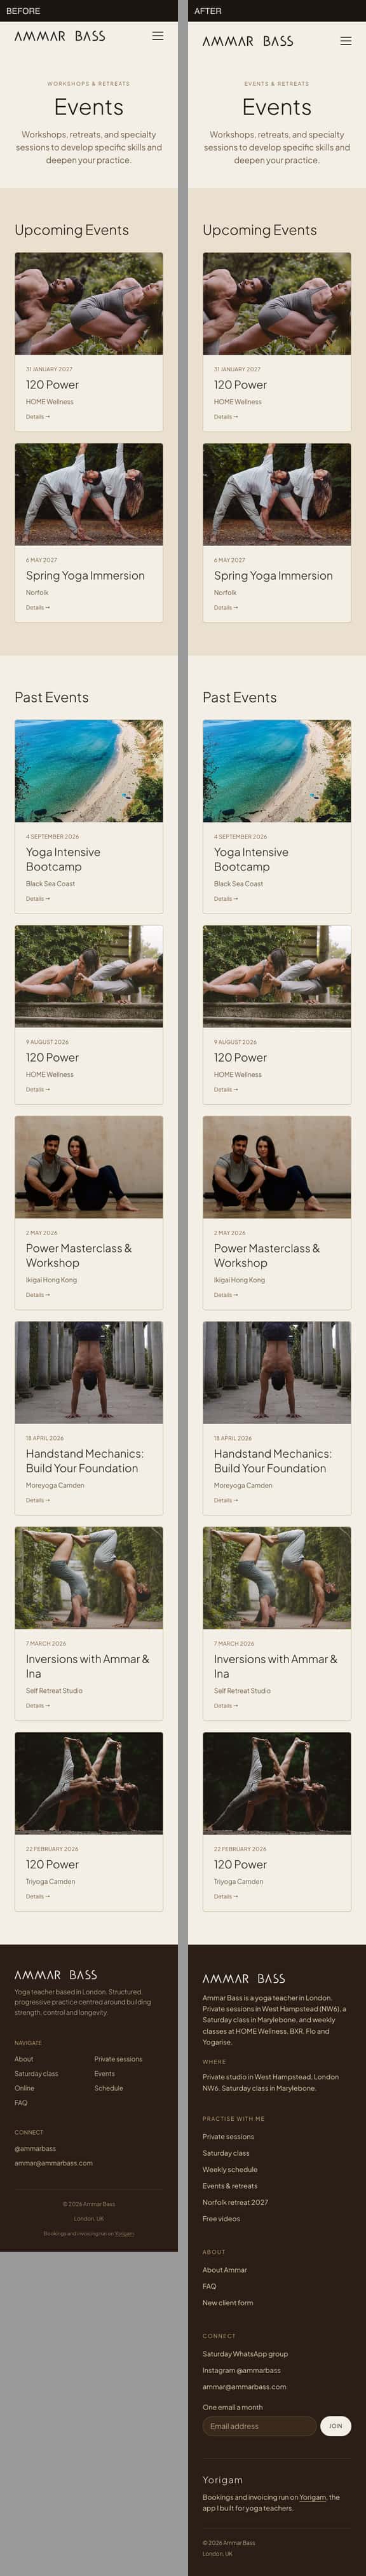 BEFORE
AMMAR BASS
WORKSHOPS & RETREATS
Events
Workshops, retreats, and specialty
sessions to develop specific skills and
deepen your practice.
Upcoming Events
31 JANUARY 2027
120 Power
HOME Wellness
Details →
6 MAY 2027
Spring Yoga Immersion
Norfolk
Details →
Past Events
4 SEPTEMBER 2026
Yoga Intensive
Bootcamp
Black Sea Coast
Details →
9 AUGUST 2026
120 Power
HOME Wellness
Details →
2 MAY 2026
Power Masterclass &
Workshop
Ikigai Hong Kong
Details →
18 APRIL 2026
Handstand Mechanics:
Build Your Foundation
Moreyoga Camden
Details →
7 MARCH 2026
Inversions with Ammar &
Ina
Self Retreat Studio
Details →
22 FEBRUARY 2026
120 Power
Triyoga Camden
Details →
AMMAR BASS
Yoga teacher based in London. Structured,
progressive practice centred around building
strength, control and longevity.
NAVIGATE
About Private sessions
Saturday class Events
Online Schedule
FAQ
CONNECT
@ammarbass
ammar@ammarbass.com
© 2026 Ammar Bass
London, UK
Bookings and invoicing run on Yorigam
AFTER
AMMAR BASS
EVENTS & RETREATS
Events
Workshops, retreats, and specialty
sessions to develop specific skills and
deepen your practice.
Upcoming Events
31 JANUARY 2027
120 Power
HOME Wellness
Details →
6 MAY 2027
Spring Yoga Immersion
Norfolk
Details →
Past Events
4 SEPTEMBER 2026
Yoga Intensive
Bootcamp
Black Sea Coast
Details →
9 AUGUST 2026
120 Power
HOME Wellness
Details →
2 MAY 2026
Power Masterclass &
Workshop
Ikigai Hong Kong
Details →
18 APRIL 2026
Handstand Mechanics:
Build Your Foundation
Moreyoga Camden
Details →
7 MARCH 2026
Inversions with Ammar &
Ina
Self Retreat Studio
Details →
22 FEBRUARY 2026
120 Power
Triyoga Camden
Details →
AMMAR BASS
Ammar Bass is a yoga teacher in London.
Private sessions in West Hampstead (NW6), a
Saturday class in Marylebone, and weekly
classes at HOME Wellness, BXR, Flo and
Yogarise.
WHERE
Private studio in West Hampstead, London
NW6. Saturday class in Marylebone.
PRACTISE WITH ME
Private sessions
Saturday class
Weekly schedule
Events & retreats
Norfolk retreat 2027
Free videos
ABOUT
About Ammar
FAQ
New client form
CONNECT
Saturday WhatsApp group
Instagram @ammarbass
ammar@ammarbass.com
One email a month
Email address JOIN
Yorigam
Bookings and invoicing run on Yorigam, the
app I built for yoga teachers.
© 2026 Ammar Bass
London, UK